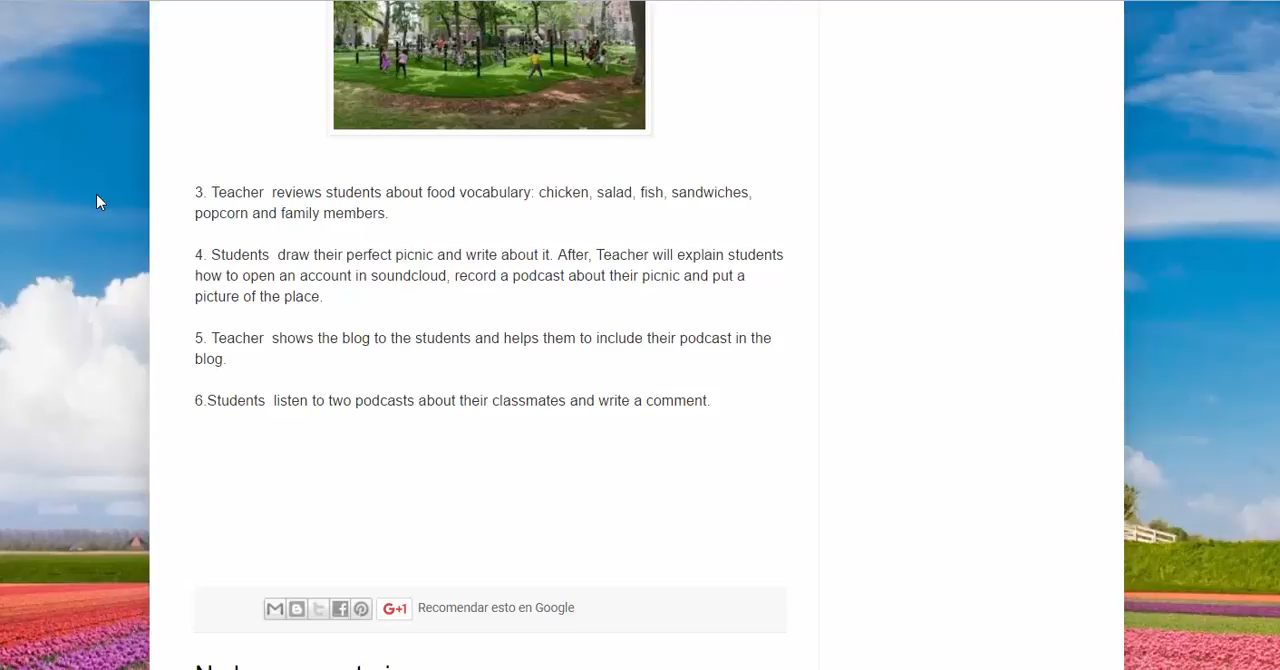 3. Teacher  reviews students about food vocabulary: chicken, salad, fish, sandwiches,
popcorn and family members.
4. Students  draw their perfect picnic and write about it. After, Teacher will explain students
how to open an account in soundcloud, record a podcast about their picnic and put a
picture of the place.
5. Teacher  shows the blog to the students and helps them to include their podcast in the
blog.
6.Students  listen to two podcasts about their classmates and write a comment.
G+1 Recomendar esto en Google